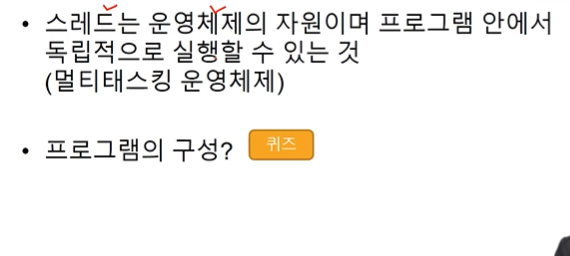 • 스레드는 운영체제의 자원이며 프로그램 안에서
독립적으로 실행할 수 있는 것
(멀티태스킹 운영체제)
• 프로그램의 구성? 퀴즈